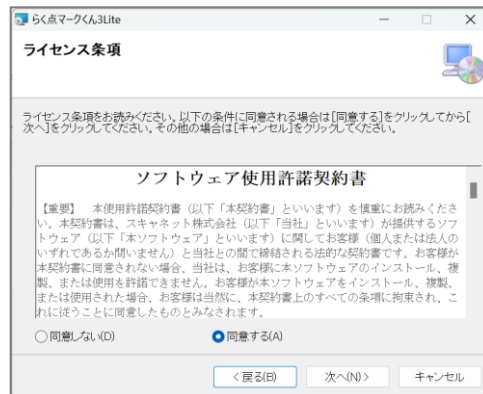 らく点マークくん3Lite
ライセンス条項
ライセンス条項をお読みください。以下の条件に同意される場合は[同意する]をクリックしてから[
次へ]をクリックしてください。その他の場合は[キャンセル]をクリックしてください。
ソフトウェア使用許諾契約書
【重要】　本使用許諾契約書（以下「本契約書」といいます）を慎重にお読みくださ
い。本契約書は、スキャネット株式会社（以下「当社」といいます）が提供するソフ
トウェア（以下「本ソフトウェア」といいます）に関してお客様（個人または法人の
いずれであるか問いません）と当社との間で締結される法的な契約書です。お客様が
本契約書に同意されない場合、当社は、お客様に本ソフトウェアのインストール、複
製、または使用を許諾できません。お客様が本ソフトウェアをインストール、複製、
または使用された場合、お客様は当然に、本契約書上のすべての条項に拘束され、こ
れに従うことに同意したものとみなされます。
同意しない(D)
同意する(A)
< 戻る(B)
次へ(N) >
キャンセル